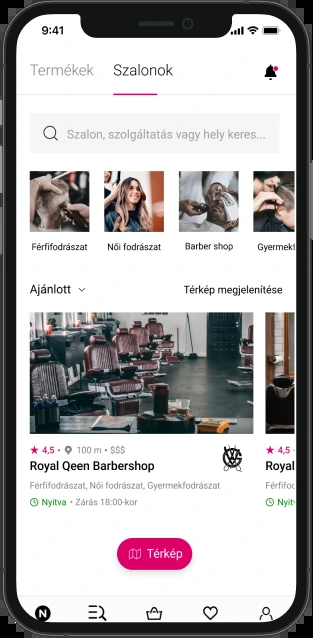 9:41
Termékek Szalonok
Szalon, szolgáltatás vagy hely keres...
Férfifodrászat Női fodrászat Barber shop Gyermekf
Ajánlott Térkép megjelenítése
4,5 • 100 m • $$$ 4,5
Royal Qeen Barbershop Royal
Férfifodrászat, Női fodrászat, Gyermekfodrászat Férfifo
Nyitva • Zárás 18:00-kor Nyitv
Térkép
N